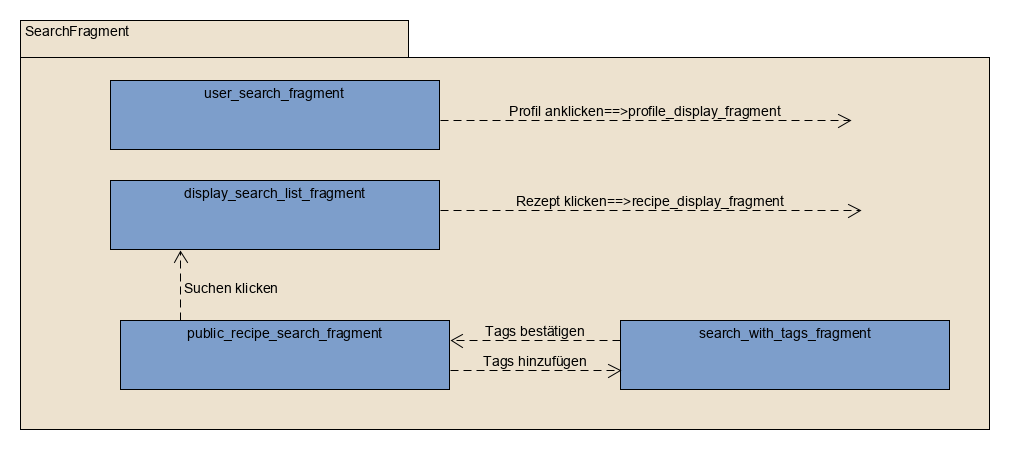 SearchFragment
user_search_fragment
Profil anklicken==>profile_display_fragment
display_search_list_fragment
Rezept klicken==>recipe_display_fragment
Suchen klicken
public_recipe_search_fragment
Tags bestätigen
search_with_tags_fragment
Tags hinzufügen